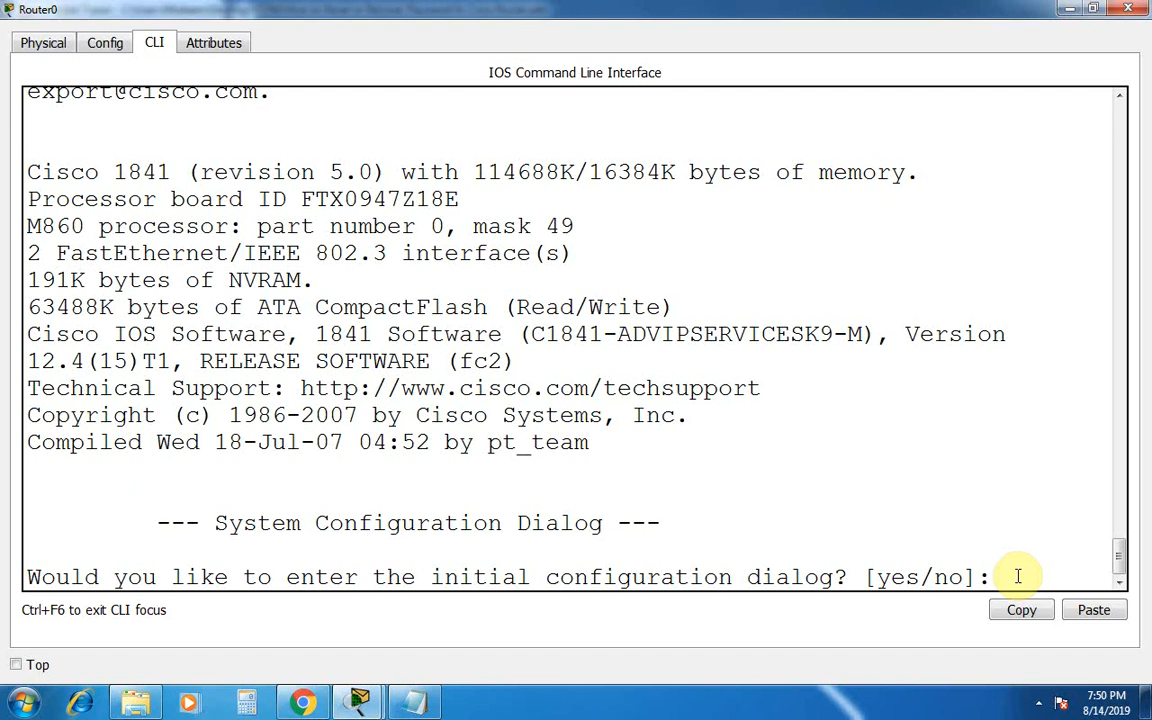 Router0
Physical Config CLI Attributes
IOS Command Line Interface
export@cisco.com.
Cisco 1841 (revision 5.0) with 114688K/16384K bytes of memory.
Processor board ID FTX0947Z18E
M860 processor: part number 0, mask 49
2 FastEthernet/IEEE 802.3 interface(s)
191K bytes of NVRAM.
63488K bytes of ATA CompactFlash (Read/Write)
Cisco IOS Software, 1841 Software (C1841-ADVIPSERVICESK9-M), Version
12.4(15)T1, RELEASE SOFTWARE (fc2)
Technical Support: http://www.cisco.com/techsupport
Copyright (c) 1986-2007 by Cisco Systems, Inc.
Compiled Wed 18-Jul-07 04:52 by pt_team
--- System Configuration Dialog ---
Would you like to enter the initial configuration dialog? [yes/no]:
Ctrl+F6 to exit CLI focus
Copy Paste
Top
7:50 PM
8/14/2019